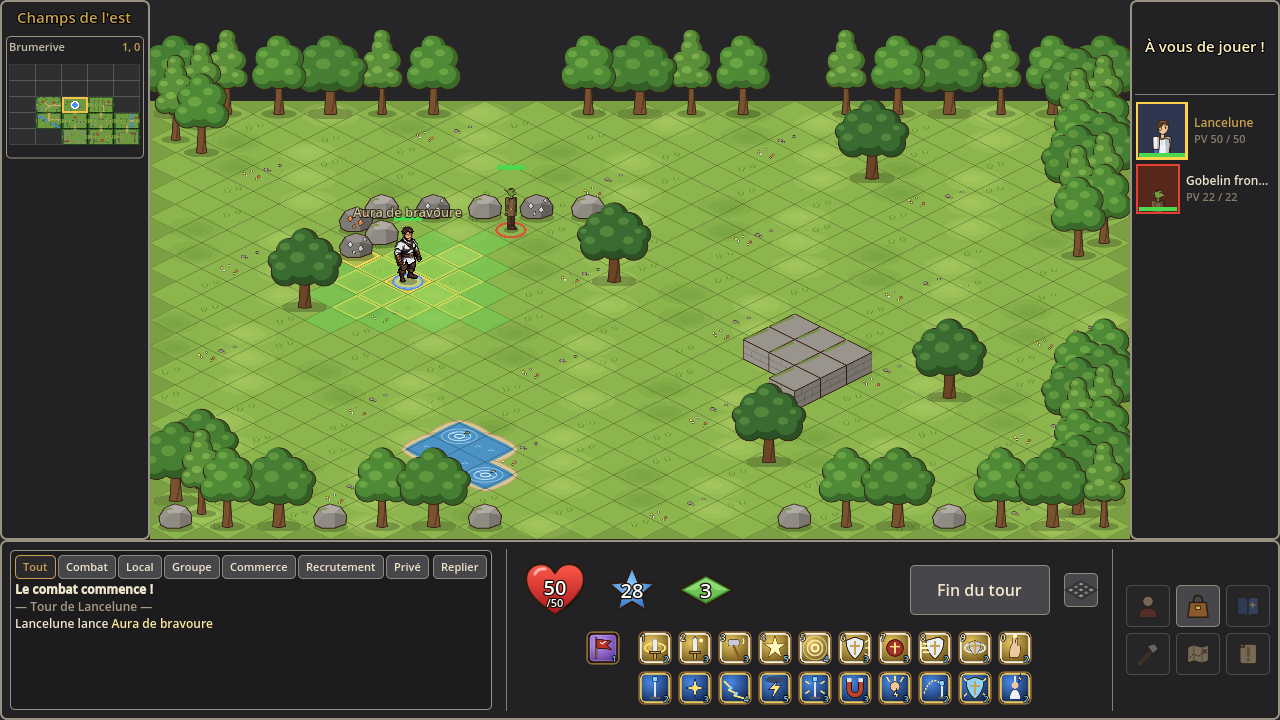 Champs de l'est
Brumerive 1, 0
À vous de jouer !
Lancelune
PV 50 / 50
Gobelin fron...
PV 22 / 22
Aura de bravoure
Tout Combat Local Groupe Commerce Recrutement Privé Replier
Le combat commence !
— Tour de Lancelune —
Lancelune lance Aura de bravoure
50
/50
28
3
Fin du tour